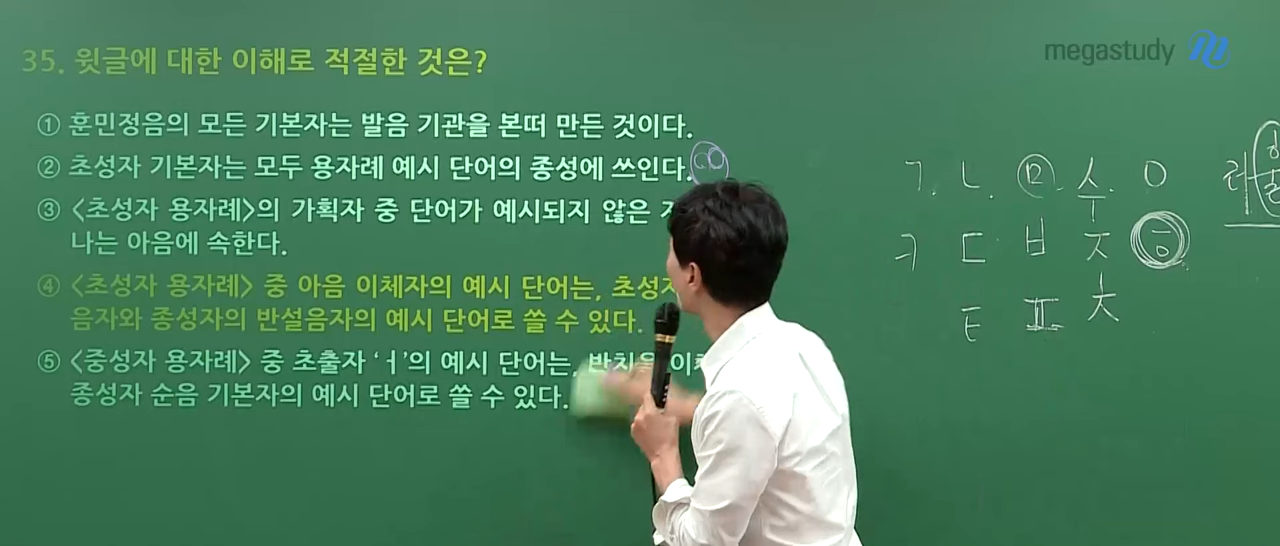 35. 윗글에 대한 이해로 적절한 것은?
megastudy
① 훈민정음의 모든 기본자는 발음 기관을 본떠 만든 것이다.
② 초성자 기본자는 모두 용자례 예시 단어의 종성에 쓰인다.
③ <초성자 용자례>의 가획자 중 단어가 예시되지 않은
나는 아음에 속한다.
④ <초성자 용자례> 중 아음 이체자의 예시 단어는, 초성
음자와 종성자의 반설음자의 예시 단어로 쓸 수 있다.
⑤ <중성자 용자례> 중 초출자 ‘ㅓ’의 예시 단어는, 반치음
종성자 순음 기본자의 예시 단어로 쓸 수 있다.
ㄱ. ㄴ. ㅁ. ㅅ. ㅇ
ㅋ ㄷ ㅂ ㅈ ㆆ
ㅌ ㅍ ㅊ